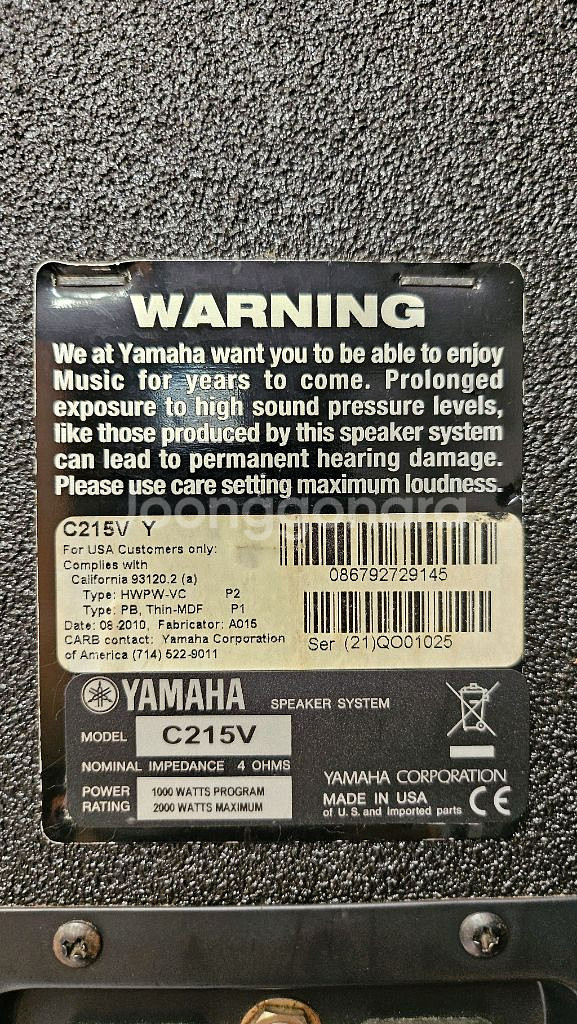 WARNING
We at Yamaha want you to be able to enjoy
Music for years to come. Prolonged
exposure to high sound pressure levels,
like those produced by this speaker system
can lead to permanent hearing damage.
Please use care setting maximum loudness.
joonggonara
C215V Y
For USA Customers only:
Complies with
California 93120.2 (a)
Type: HWPW-VC P2
Type: PB, Thin-MDF P1
Date: 08-2010, Fabricator: A015
CARB contact: Yamaha Corporation
of America (714) 522-9011
086792729145
Ser (21)QO01025
YAMAHA SPEAKER SYSTEM
MODEL C215V
NOMINAL IMPEDANCE 4 OHMS
POWER RATING
1000 WATTS PROGRAM
2000 WATTS MAXIMUM
YAMAHA CORPORATION
MADE IN USA
of U.S. and imported parts
CE